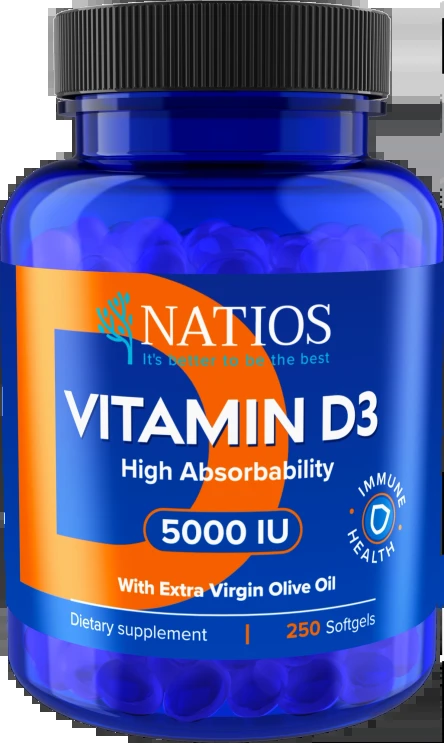 NATIOS
It's better to be the best
VITAMIN D3
High Absorbability
5000 IU
IMMUNE
HEALTH
With Extra Virgin Olive Oil
Dietary supplement | 250 Softgels